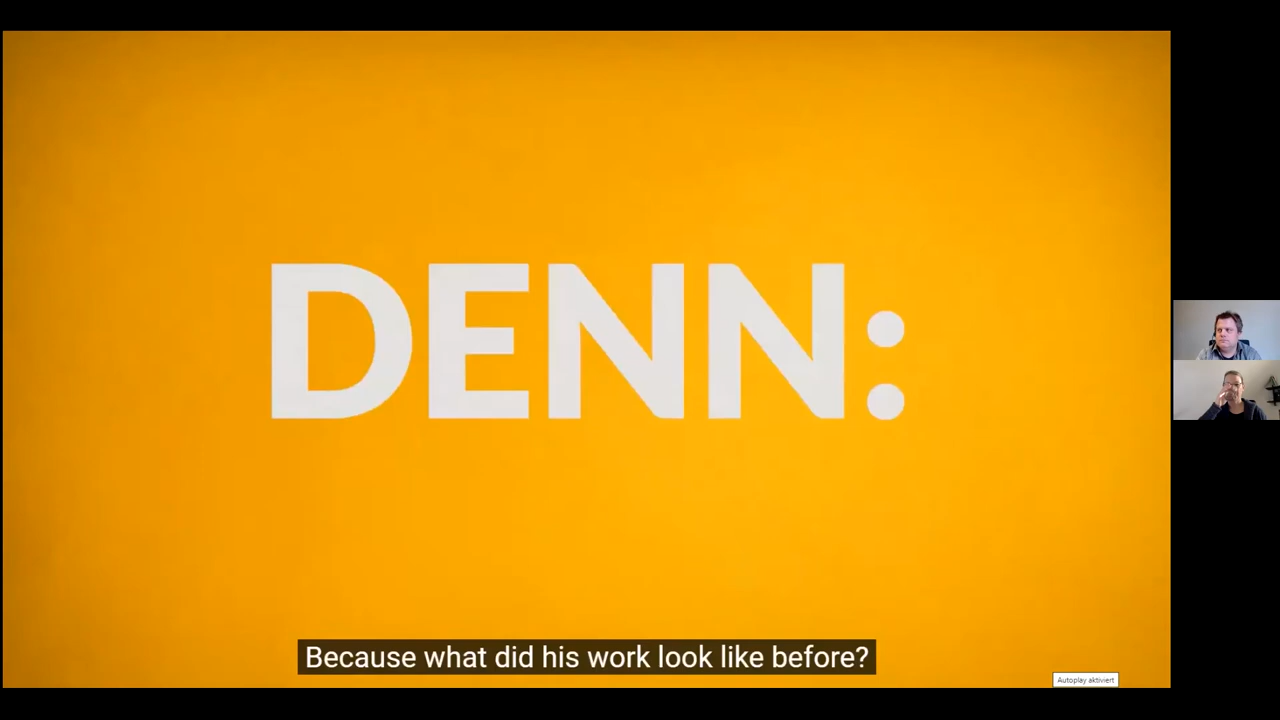 DENN:
Because what did his work look like before?
Autoplay aktiviert